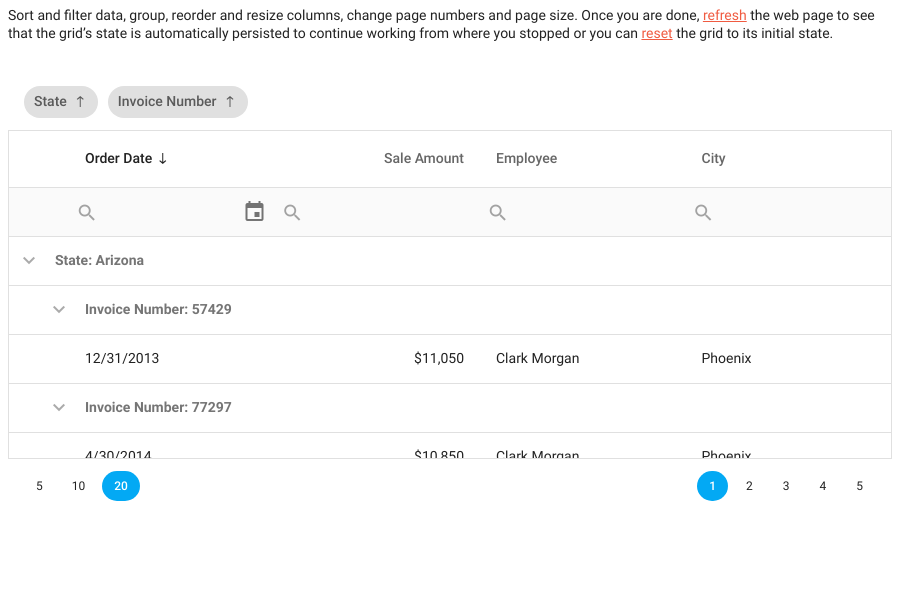 Sort and filter data, group, reorder and resize columns, change page numbers and page size. Once you are done, refresh the web page to see
that the grid’s state is automatically persisted to continue working from where you stopped or you can reset the grid to its initial state.
State ↑ Invoice Number ↑
Order Date ↓ Sale Amount Employee City
State: Arizona
Invoice Number: 57429
12/31/2013 $11,050 Clark Morgan Phoenix
Invoice Number: 77297
4/30/2014 $10,850 Clark Morgan Phoenix
5 10 20 1 2 3 4 5